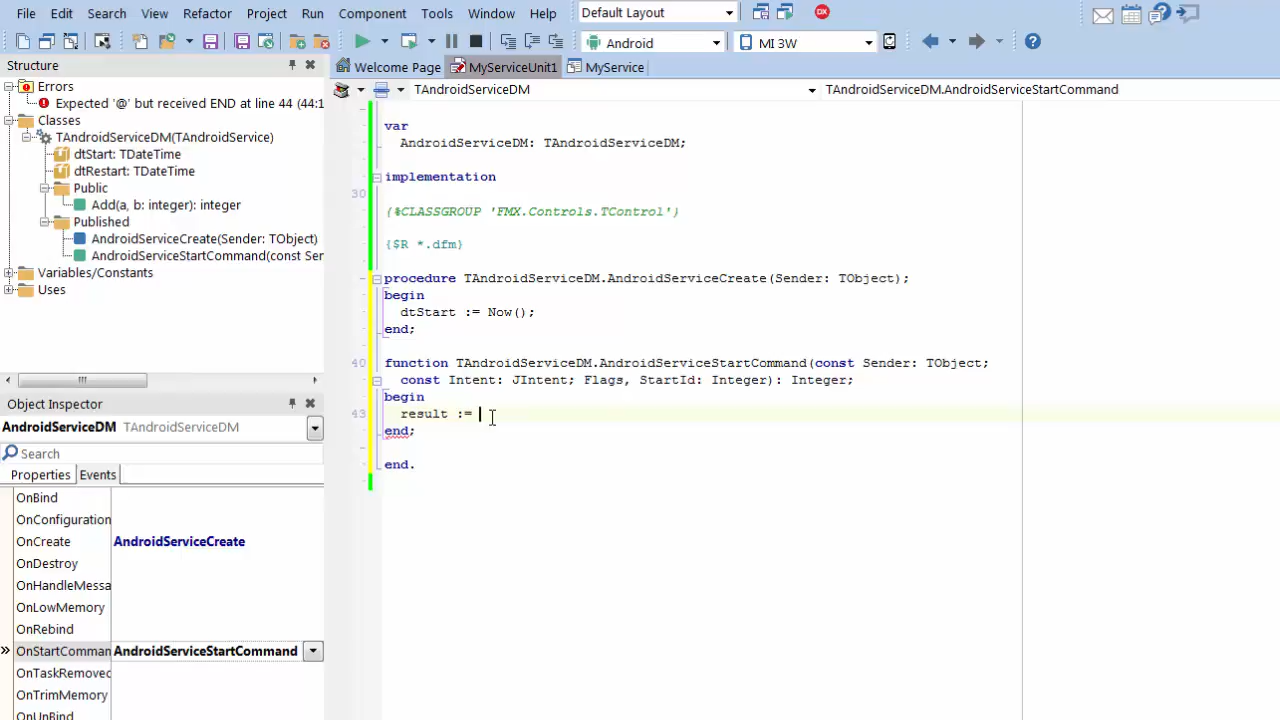 File Edit Search View Refactor Project Run Component Tools Window Help
Default Layout
DX
Android
MI 3W
Structure
Welcome Page
MyServiceUnit1
MyService
TAndroidServiceDM
TAndroidServiceDM.AndroidServiceStartCommand
Errors
Expected '@' but received END at line 44 (44:1
Classes
TAndroidServiceDM(TAndroidService)
dtStart: TDateTime
dtRestart: TDateTime
Public
Add(a, b: integer): integer
Published
AndroidServiceCreate(Sender: TObject)
AndroidServiceStartCommand(const Ser
Variables/Constants
Uses
Object Inspector
AndroidServiceDM TAndroidServiceDM
Search
Properties Events
OnBind
OnConfiguration
OnCreate AndroidServiceCreate
OnDestroy
OnHandleMessa
OnLowMemory
OnRebind
OnStartComman AndroidServiceStartCommand
OnTaskRemoved
OnTrimMemory
OnUnBind
var
AndroidServiceDM: TAndroidServiceDM;
implementation
30
{%CLASSGROUP 'FMX.Controls.TControl'}
{$R *.dfm}
procedure TAndroidServiceDM.AndroidServiceCreate(Sender: TObject);
begin
dtStart := Now();
end;
40 function TAndroidServiceDM.AndroidServiceStartCommand(const Sender: TObject;
const Intent: JIntent; Flags, StartId: Integer): Integer;
begin
43 result :=
end;
end.